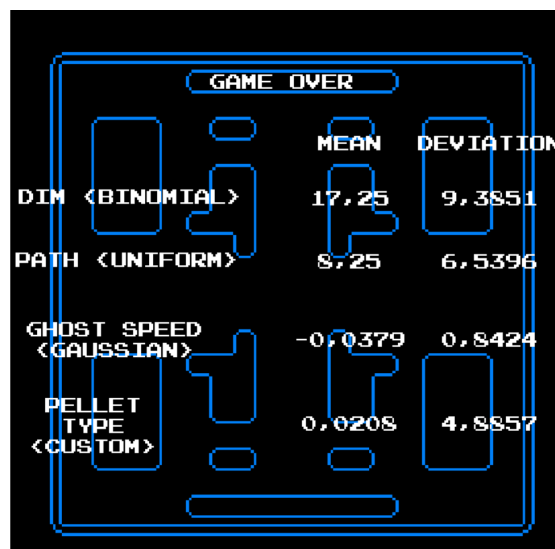 GAME OVER
MEAN DEVIATION
DIM <BINOMIAL> 17,25 9,3851
PATH <UNIFORM> 8,25 6,5396
GHOST SPEED
<GAUSSIAN> -0,0379 0,8424
PELLET
TYPE
<CUSTOM> 0,0208 4,8857